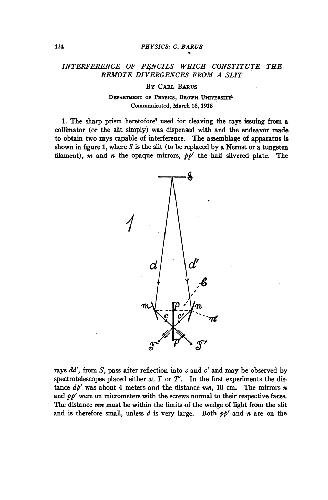 114
PHYSICS: C. BARUS
INTERFERENCE OF PENCILS WHICH CONSTITUTE THE
REMOTE DIVERGENCES FROM A SLIT
BY CARL BARUS
DEPARTMENT OF PHYSICS, BROWN UNIVERSITY
Communicated, March 16, 1916
1. The sharp prism heretofore used for cleaving the rays issuing from a
collimator (or the slit simply) was dispensed with and the endeavor made
to obtain two rays capable of interference. The assemblage of apparatus is
shown in figure 1, where S is the slit (to be replaced by a Nernst or a tungsten
filament), m and n the opaque mirrors, pp' the half silvered plate. The
S
1
d
d'
b
m
p
n
c
c'
p'
T
T'
rays dd', from S, pass after reflection into c and c' and may be observed by
spectrotelescopes placed either at T or T'. In the first experiments the dis-
tance dp' was about 4 meters and the distance mn, 10 cm. The mirrors n
and pp' were on micrometers with the screws normal to their respective faces.
The distance nm must be within the limits of the wedge of light from the slit
and is therefore small, unless d is very large. Both pp' and n are on the